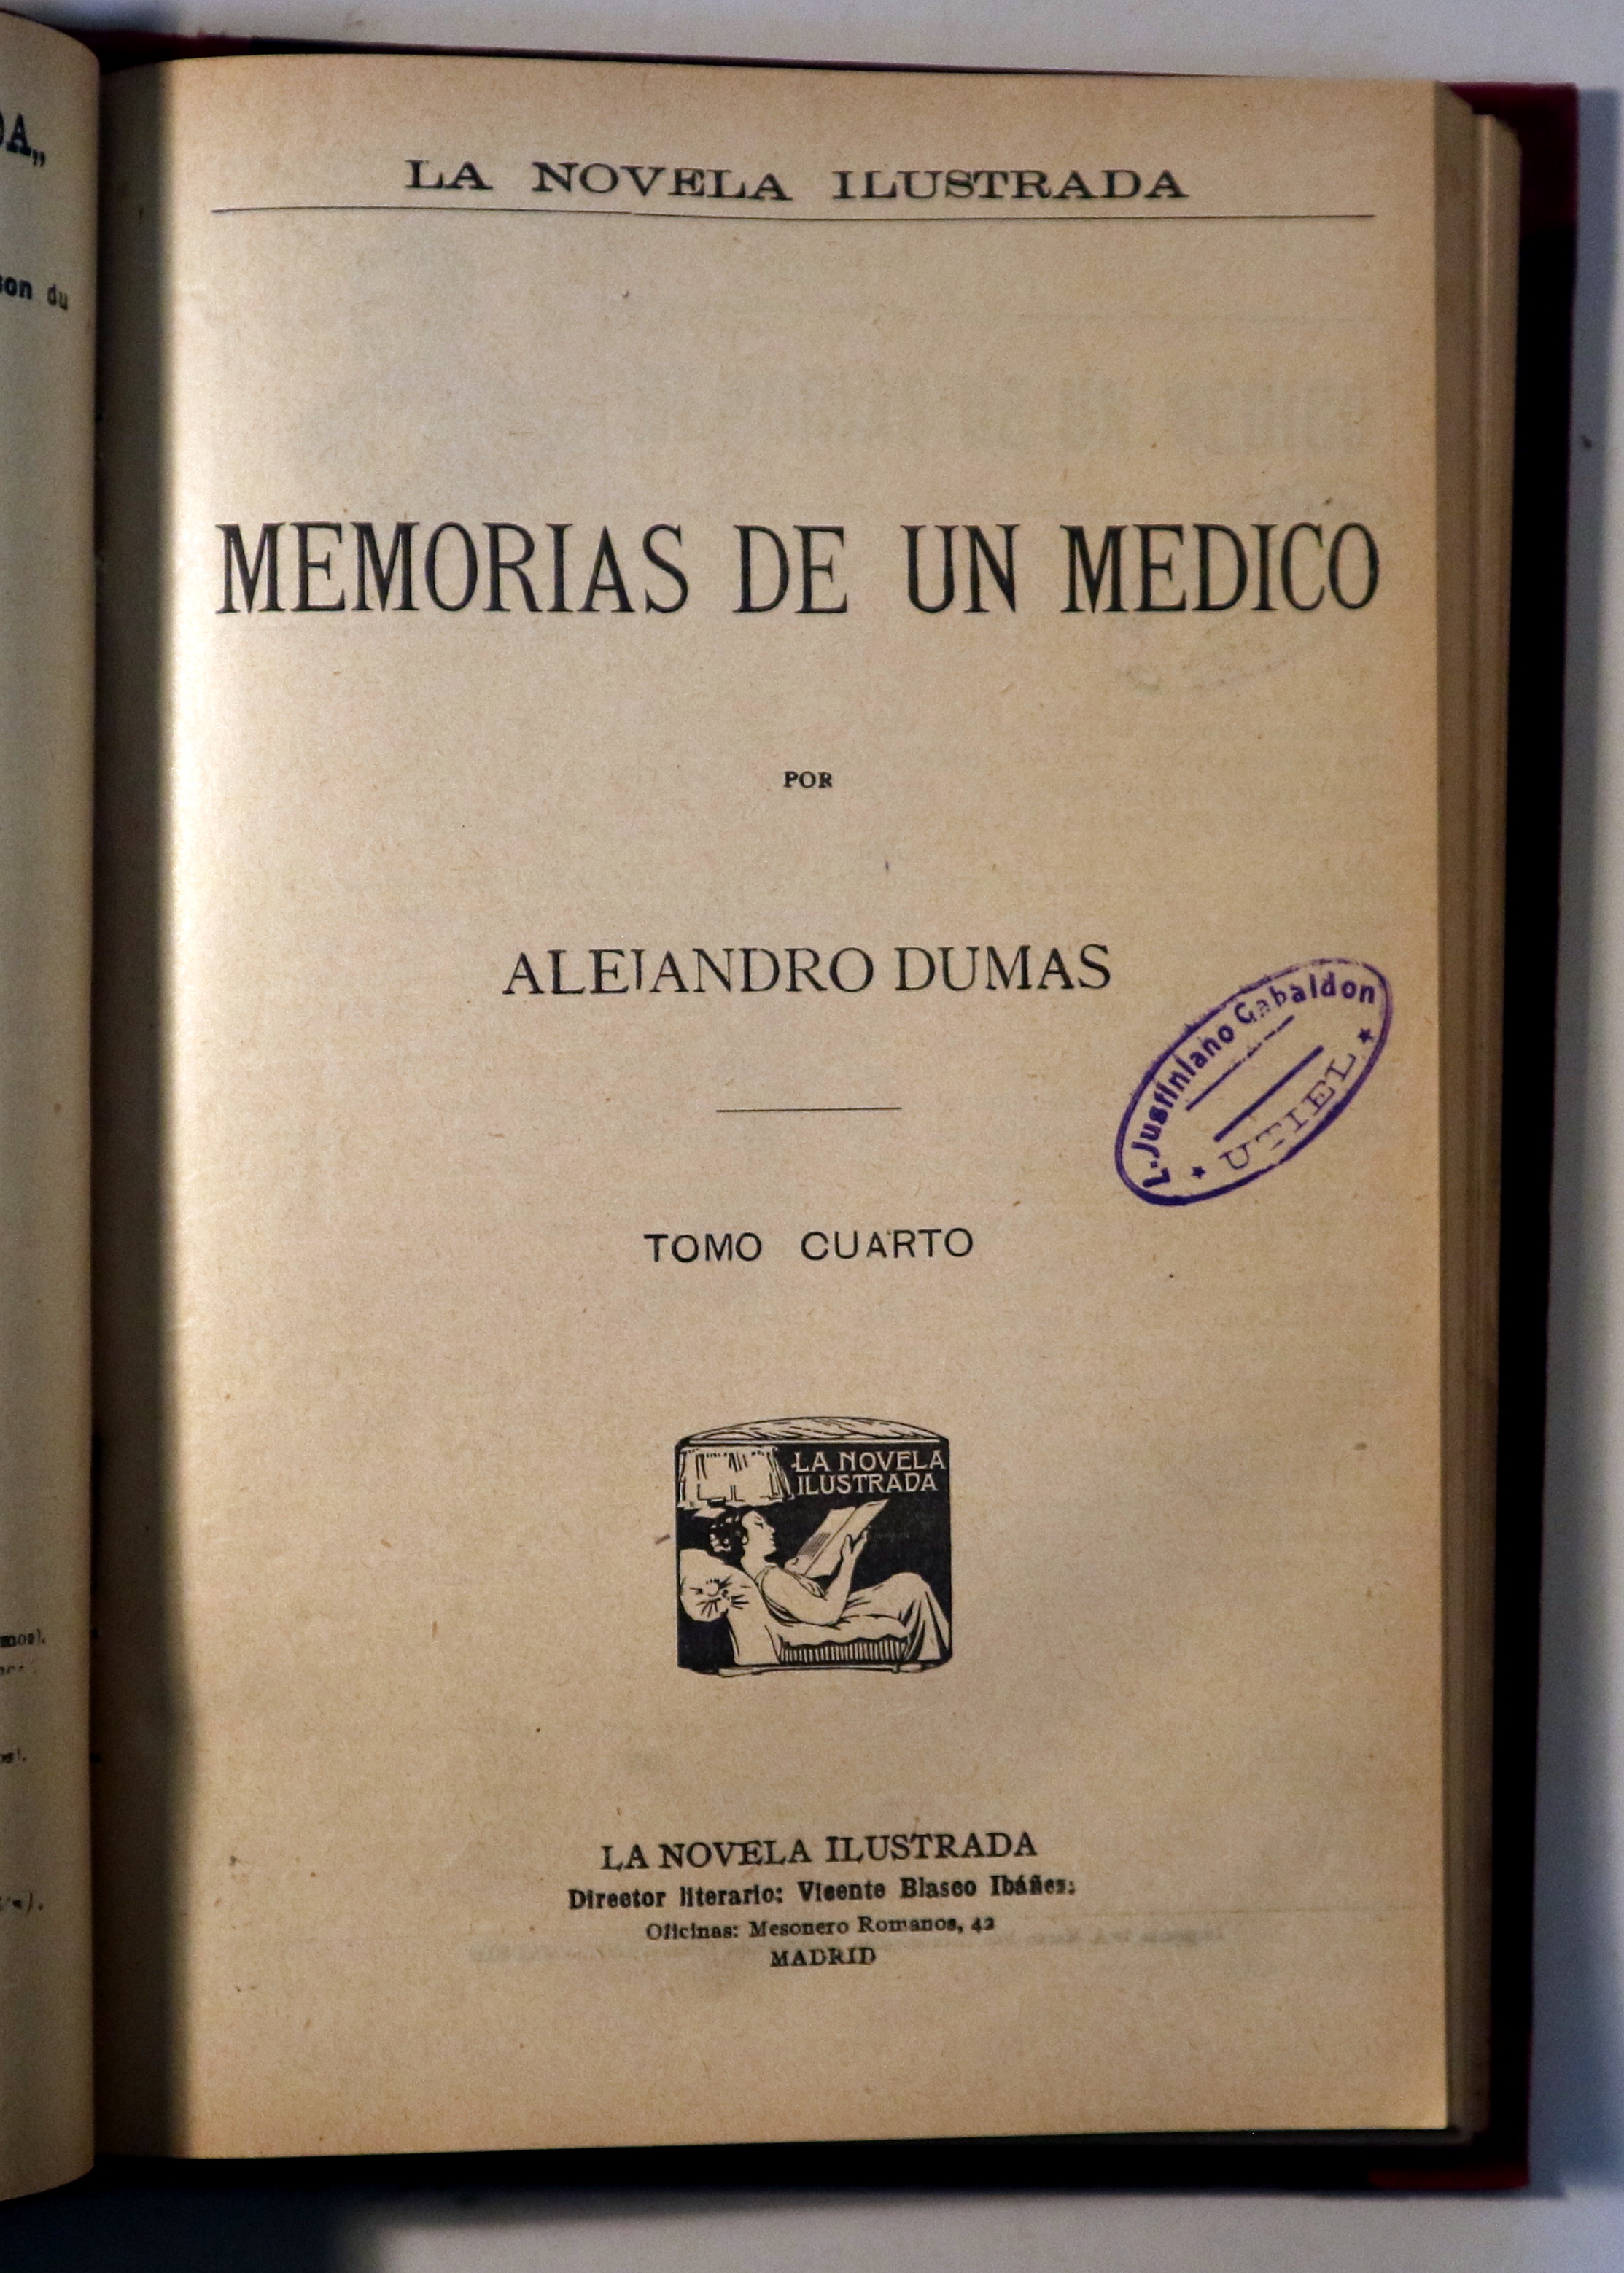 LA NOVELA ILUSTRADA
MEMORIAS DE UN MEDICO
POR
ALEJANDRO DUMAS
L. Justiniano Gabaldon
UTIEL
TOMO CUARTO
LA NOVELA
ILUSTRADA
LA NOVELA ILUSTRADA
Director literario: Vicente Blasco Ibáñez:
Oficinas: Mesonero Romanos, 42
MADRID
du